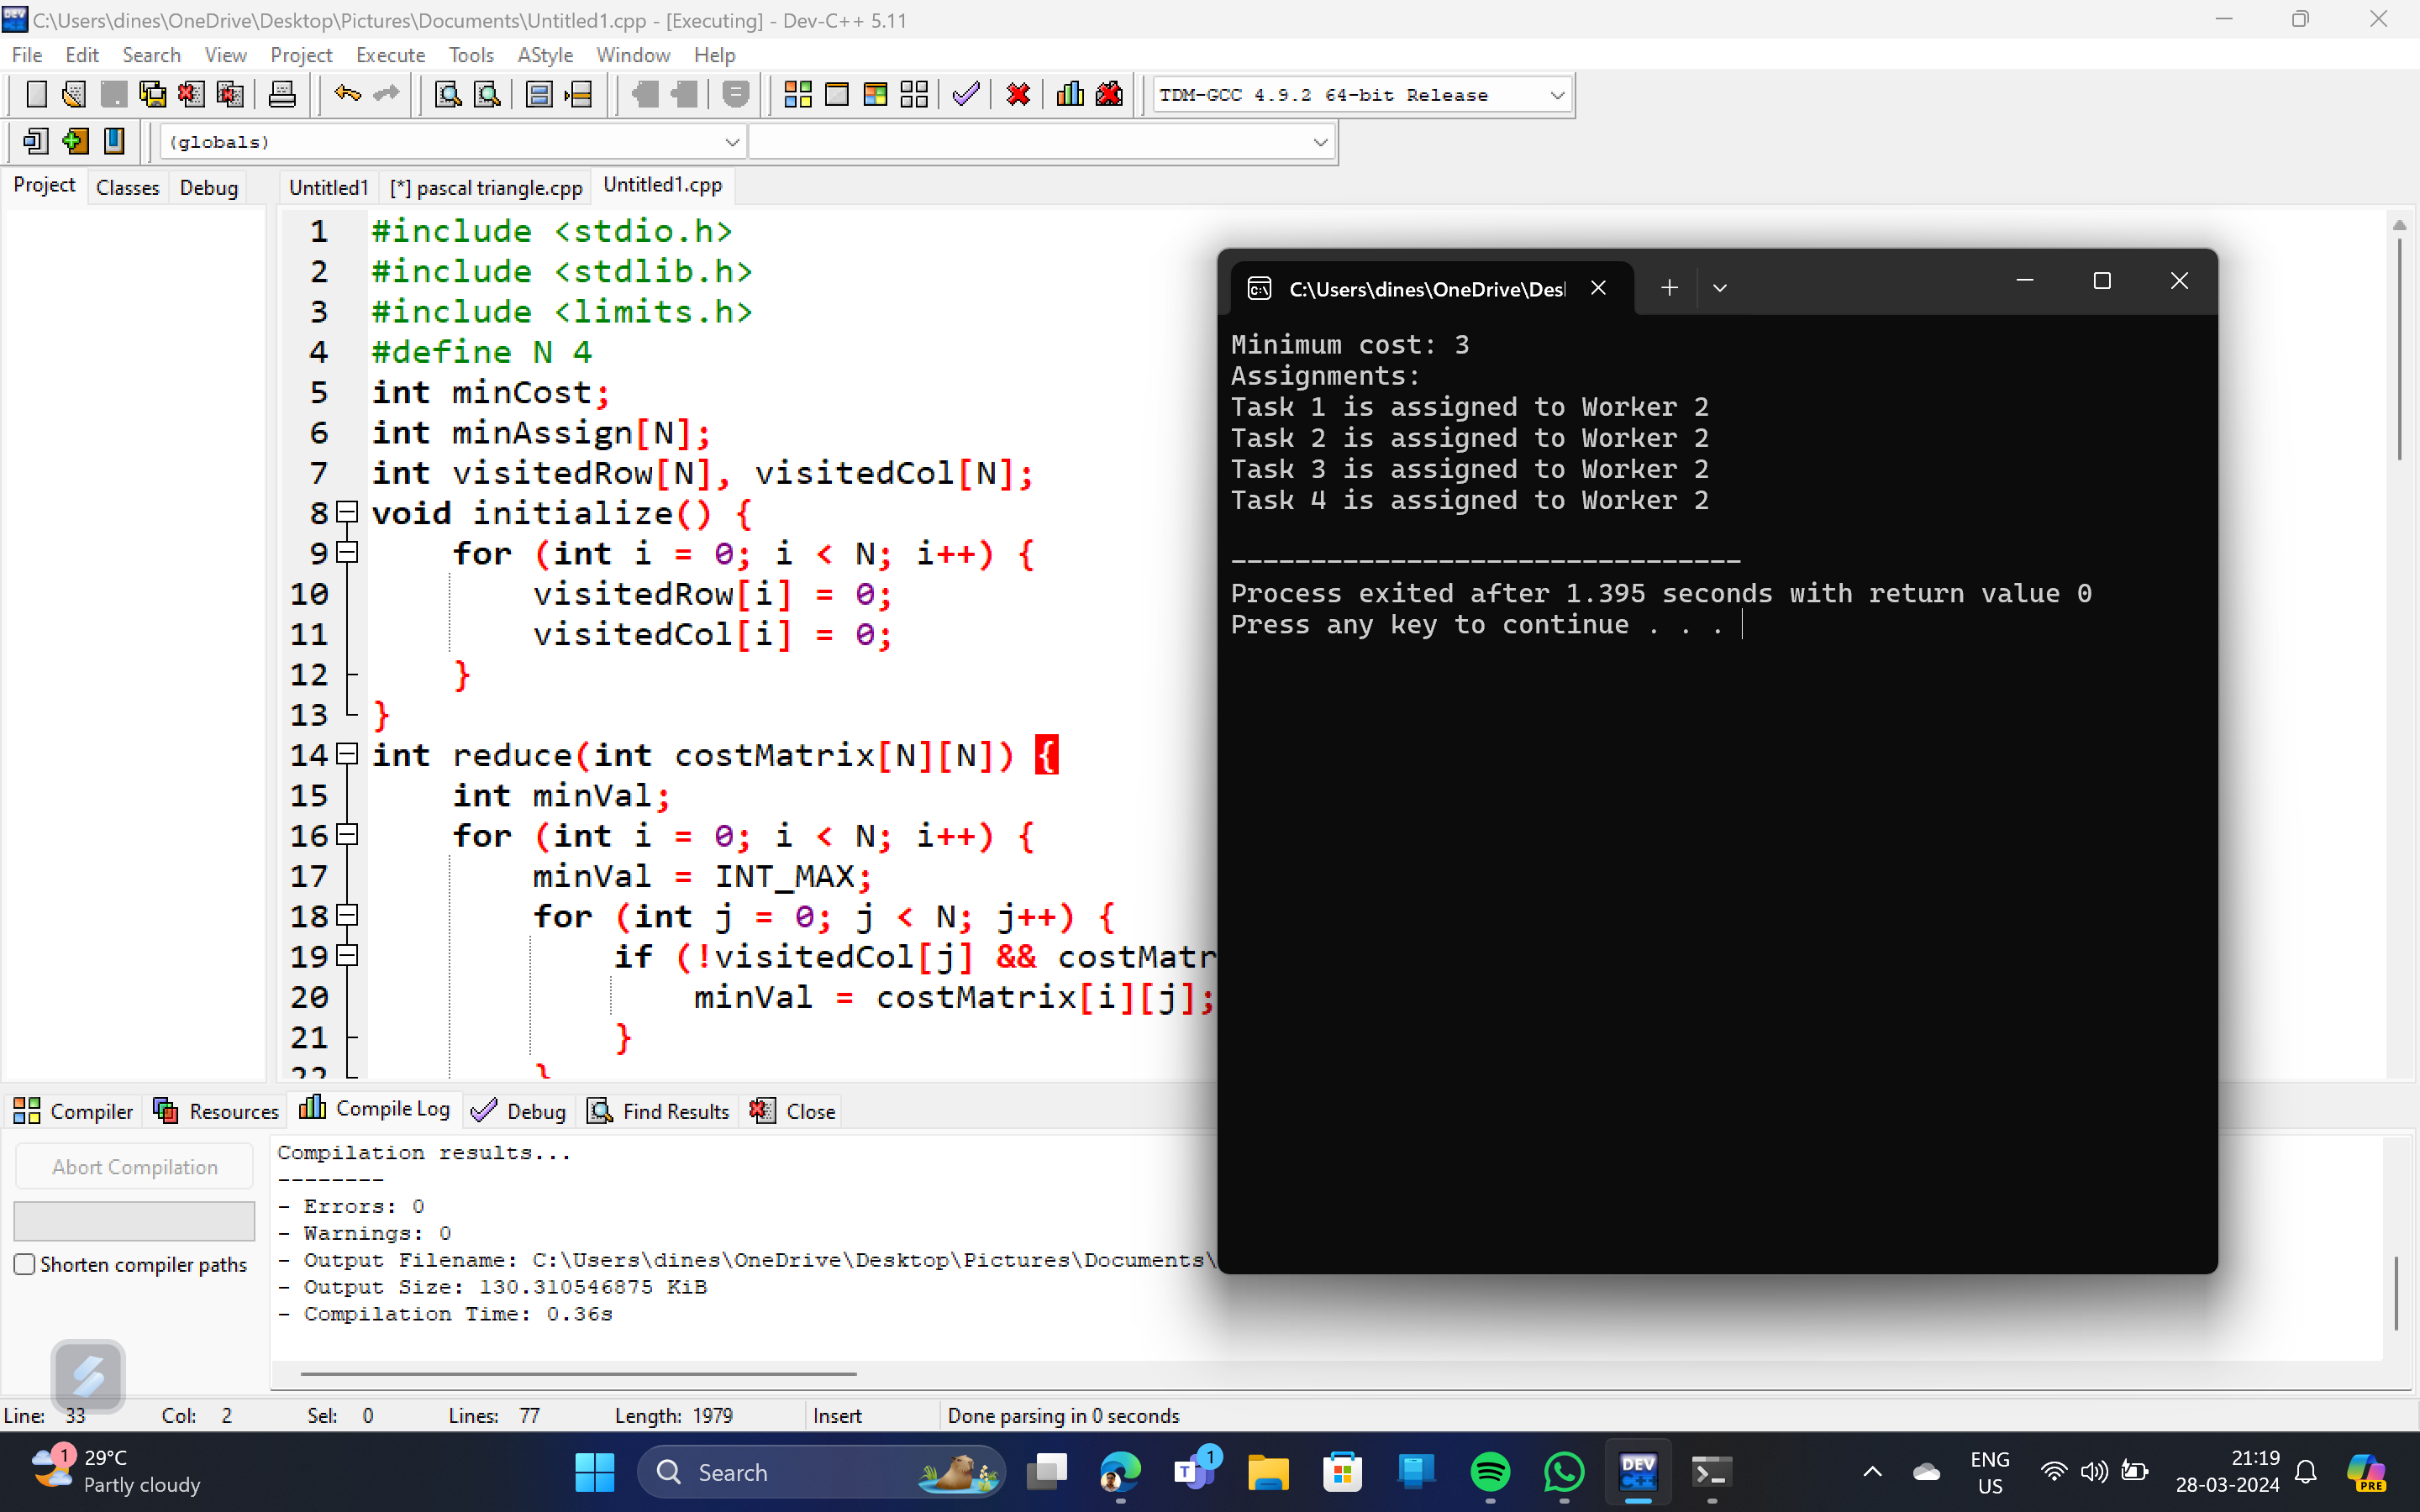 C:\Users\dines\OneDrive\Desktop\Pictures\Documents\Untitled1.cpp - [Executing] - Dev-C++ 5.11
File Edit Search View Project Execute Tools AStyle Window Help
TDM-GCC 4.9.2 64-bit Release
(globals)
Project Classes Debug
Untitled1 [*] pascal triangle.cpp Untitled1.cpp
1 #include <stdio.h>
2 #include <stdlib.h>
3 #include <limits.h>
4 #define N 4
5 int minCost;
6 int minAssign[N];
7 int visitedRow[N], visitedCol[N];
8 void initialize() {
9 for (int i = 0; i < N; i++) {
10 visitedRow[i] = 0;
11 visitedCol[i] = 0;
12 }
13 }
14 int reduce(int costMatrix[N][N]) {
15 int minVal;
16 for (int i = 0; i < N; i++) {
17 minVal = INT_MAX;
18 for (int j = 0; j < N; j++) {
19 if (!visitedCol[j] && costMatr
20 minVal = costMatrix[i][j];
21 }
22 }
C:\Users\dines\OneDrive\Des
Minimum cost: 3
Assignments:
Task 1 is assigned to Worker 2
Task 2 is assigned to Worker 2
Task 3 is assigned to Worker 2
Task 4 is assigned to Worker 2
--------------------------------
Process exited after 1.395 seconds with return value 0
Press any key to continue . . .
Compiler Resources Compile Log Debug Find Results Close
Abort Compilation
Shorten compiler paths
Compilation results...
--------
- Errors: 0
- Warnings: 0
- Output Filename: C:\Users\dines\OneDrive\Desktop\Pictures\Documents\
- Output Size: 130.310546875 KiB
- Compilation Time: 0.36s
Line: 33 Col: 2 Sel: 0 Lines: 77 Length: 1979 Insert Done parsing in 0 seconds
1
29°C
Partly cloudy
Search
T
1
DEV
C++
ENG
US
21:19
28-03-2024
PRE